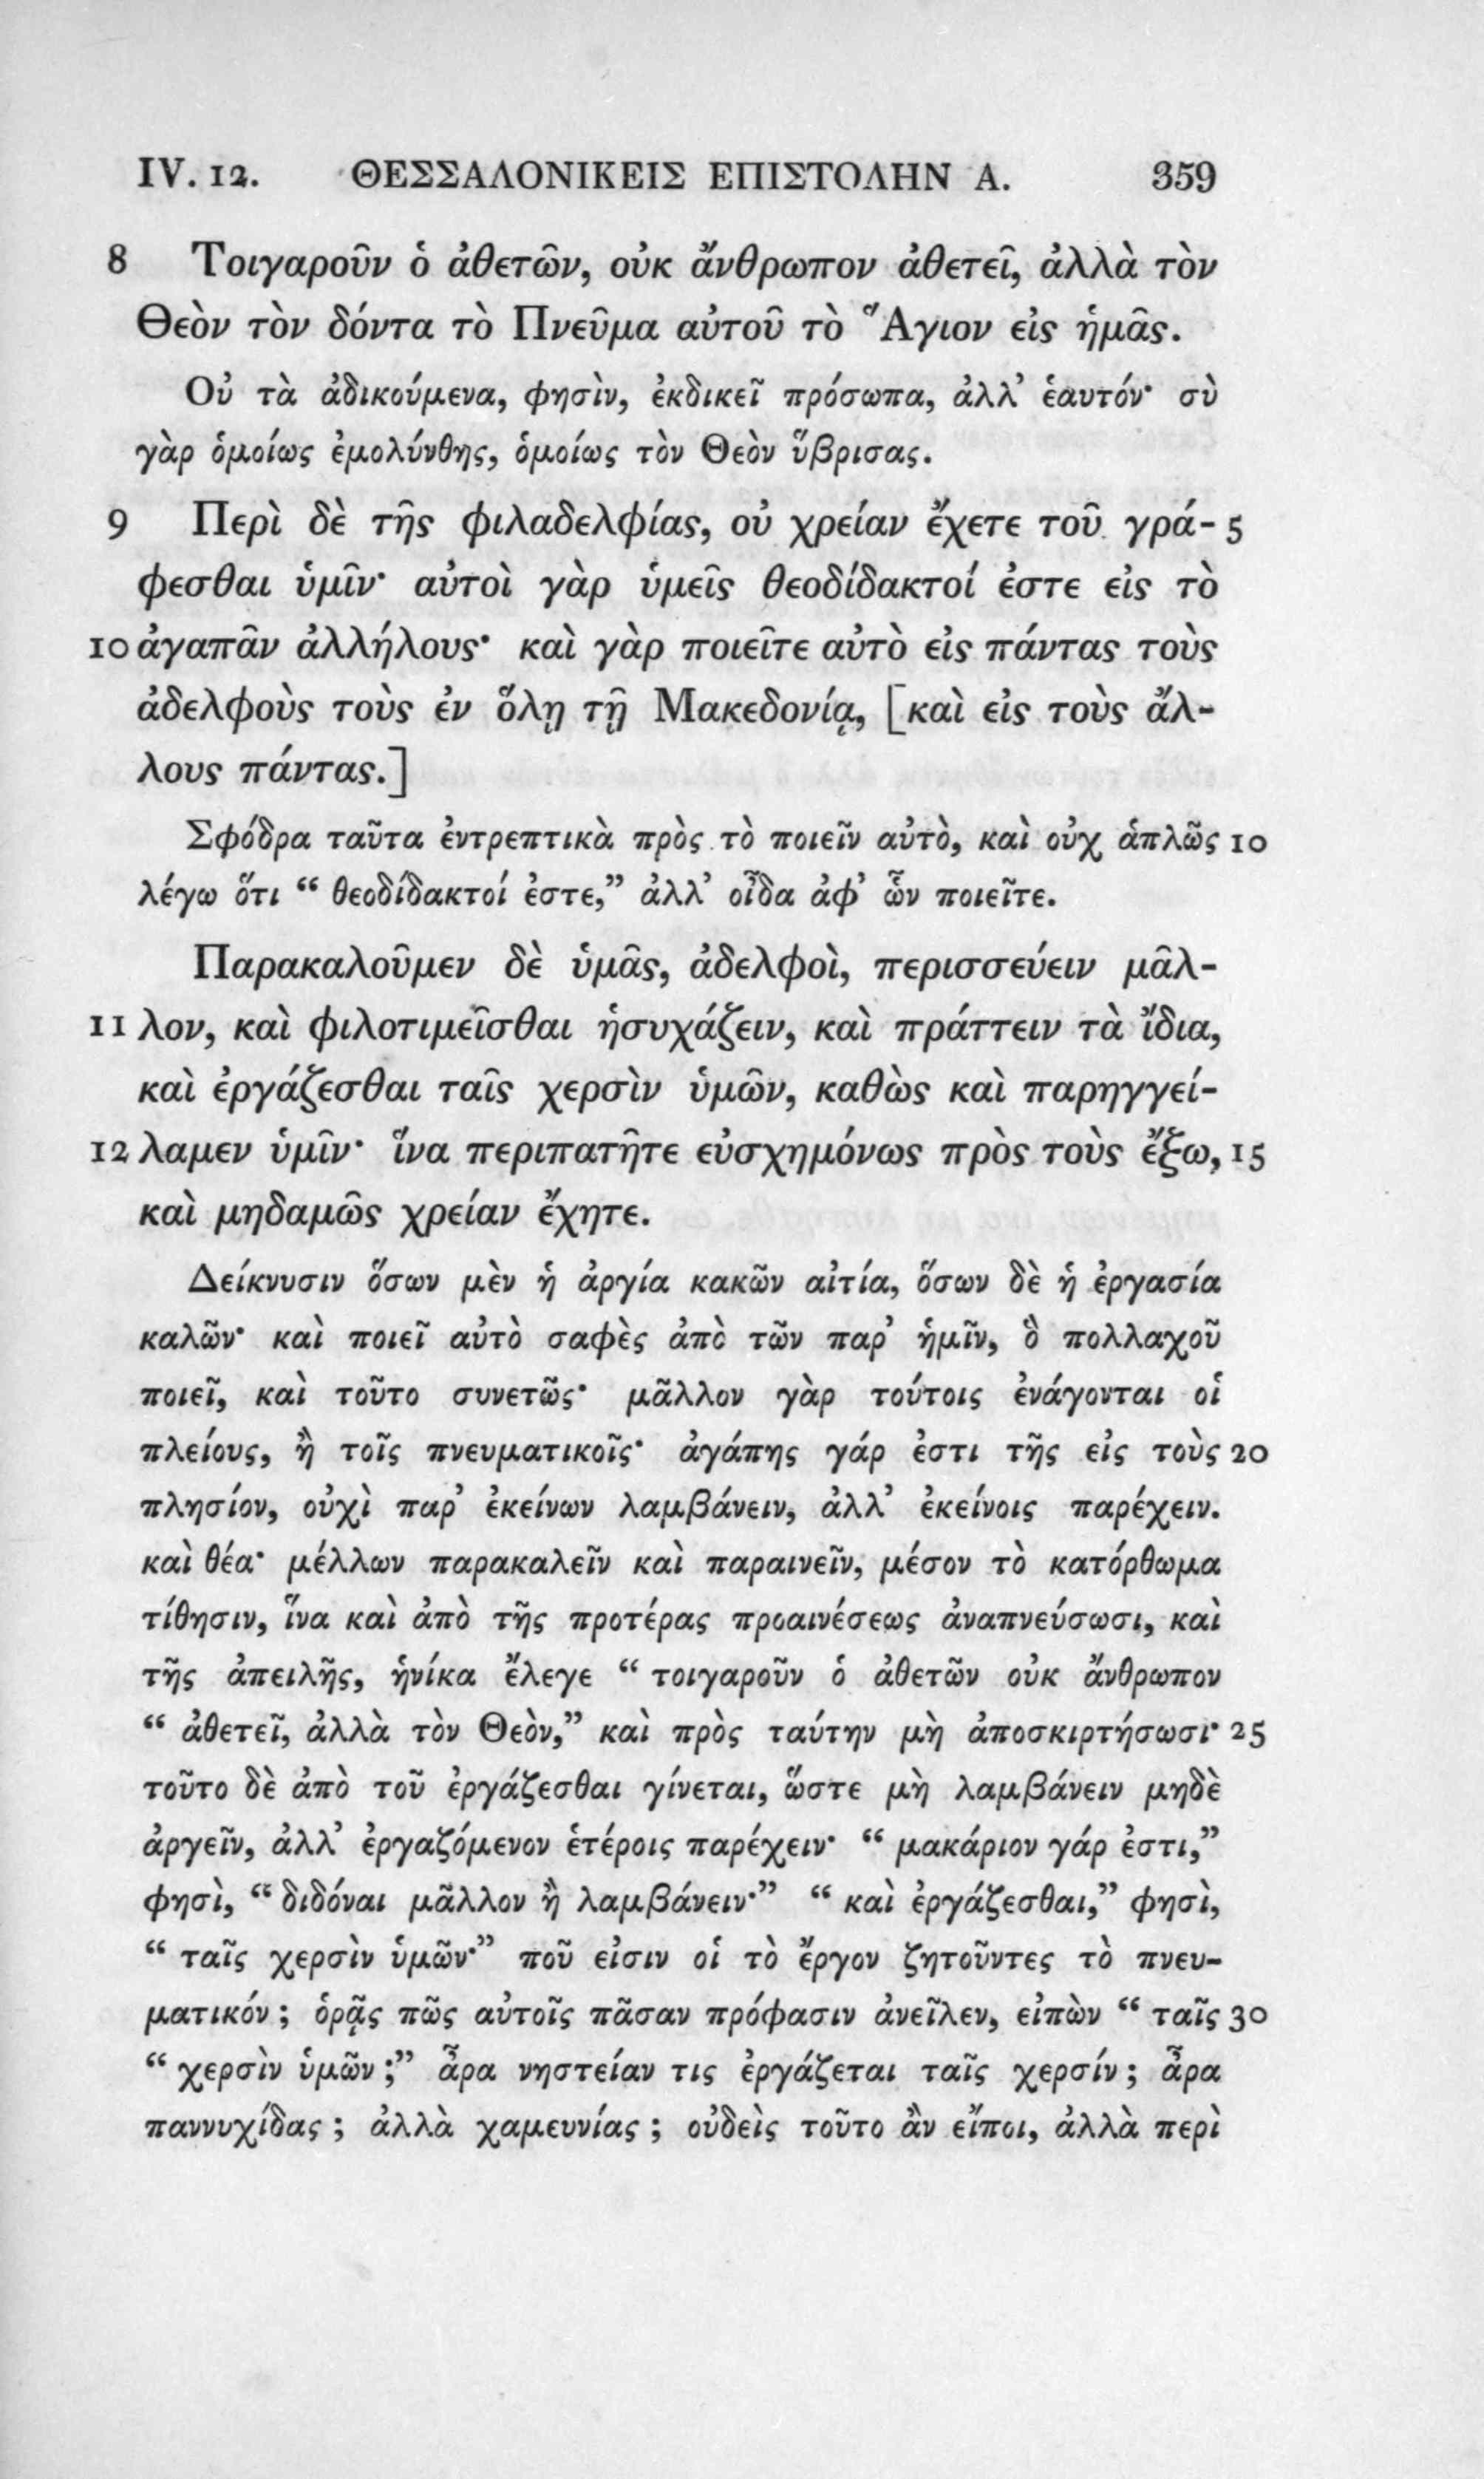 IV. 12. ΘΕΣΣΑΛΟΝΙΚΕΙΣ ΕΠΙΣΤΟΛΗΝ Α. 359
8 Τοιγαροῦν ὁ ἀθετῶν, οὐκ ἄνθρωπον ἀθετεῖ, ἀλλὰ τὸν
Θεὸν τὸν δόντα τὸ Πνεῦμα αὐτοῦ τὸ Ἅγιον εἰς ἡμᾶς.
Οὐ τὰ ἀδικούμενα, φησὶν, ἐκδικεῖ πρόσωπα, ἀλλ’ ἑαυτόν· σὺ
γὰρ ὁμοίως ἐμολύνθης, ὁμοίως τὸν Θεὸν ὕβρισας.
9 Περὶ δὲ τῆς φιλαδελφίας, οὐ χρείαν ἔχετε τοῦ γρά- 5
φεσθαι ὑμῖν· αὐτοὶ γὰρ ὑμεῖς θεοδίδακτοί ἐστε εἰς τὸ
10 ἀγαπᾶν ἀλλήλους· καὶ γὰρ ποιεῖτε αὐτὸ εἰς πάντας τοὺς
ἀδελφοὺς τοὺς ἐν ὅλῃ τῇ Μακεδονίᾳ, [καὶ εἰς τοὺς ἄλ-
λους πάντας.]
Σφόδρα ταῦτα ἐντρεπτικὰ πρὸς τὸ ποιεῖν αὐτὸ, καὶ οὐχ ἁπλῶς 10
λέγω ὅτι “ θεοδίδακτοί ἐστε,” ἀλλ’ οἶδα ἀφ’ ὧν ποιεῖτε.
Παρακαλοῦμεν δὲ ὑμᾶς, ἀδελφοὶ, περισσεύειν μᾶλ-
11 λον, καὶ φιλοτιμεῖσθαι ἡσυχάζειν, καὶ πράττειν τὰ ἴδια,
καὶ ἐργάζεσθαι ταῖς χερσὶν ὑμῶν, καθὼς καὶ παρηγγεί-
12 λαμεν ὑμῖν· ἵνα περιπατῆτε εὐσχημόνως πρὸς τοὺς ἔξω, 15
καὶ μηδαμῶς χρείαν ἔχητε.
Δείκνυσιν ὅσων μὲν ἡ ἀργία κακῶν αἰτία, ὅσων δὲ ἡ ἐργασία
καλῶν· καὶ ποιεῖ αὐτὸ σαφὲς ἀπὸ τῶν παρ’ ἡμῖν, ὃ πολλαχοῦ
ποιεῖ, καὶ τοῦτο συνετῶς· μᾶλλον γὰρ τούτοις ἐνάγονται οἱ
πλείους, ἢ τοῖς πνευματικοῖς· ἀγάπης γάρ ἐστι τῆς εἰς τοὺς 20
πλησίον, οὐχὶ παρ’ ἐκείνων λαμβάνειν, ἀλλ’ ἐκείνοις παρέχειν.
καὶ θέα· μέλλων παρακαλεῖν καὶ παραινεῖν, μέσον τὸ κατόρθωμα
τίθησιν, ἵνα καὶ ἀπὸ τῆς προτέρας προαινέσεως ἀναπνεύσωσι, καὶ
τῆς ἀπειλῆς, ἡνίκα ἔλεγε “ τοιγαροῦν ὁ ἀθετῶν οὐκ ἄνθρωπον
“ ἀθετεῖ, ἀλλὰ τὸν Θεὸν,” καὶ πρὸς ταύτην μὴ ἀποσκιρτήσωσι· 25
τοῦτο δὲ ἀπὸ τοῦ ἐργάζεσθαι γίνεται, ὥστε μὴ λαμβάνειν μηδὲ
ἀργεῖν, ἀλλ’ ἐργαζόμενον ἑτέροις παρέχειν· “ μακάριον γάρ ἐστι,”
φησὶ, “ διδόναι μᾶλλον ἢ λαμβάνειν·” “ καὶ ἐργάζεσθαι,” φησὶ,
“ ταῖς χερσὶν ὑμῶν·” ποῦ εἰσιν οἱ τὸ ἔργον ζητοῦντες τὸ πνευ-
ματικόν ; ὁρᾷς πῶς αὐτοῖς πᾶσαν πρόφασιν ἀνεῖλεν, εἰπὼν “ ταῖς 30
“ χερσὶν ὑμῶν ;” ἆρα νηστείαν τις ἐργάζεται ταῖς χερσίν ; ἆρα
παννυχίδας ; ἀλλὰ χαμευνίας ; οὐδεὶς τοῦτο ἂν εἴποι, ἀλλὰ περὶ